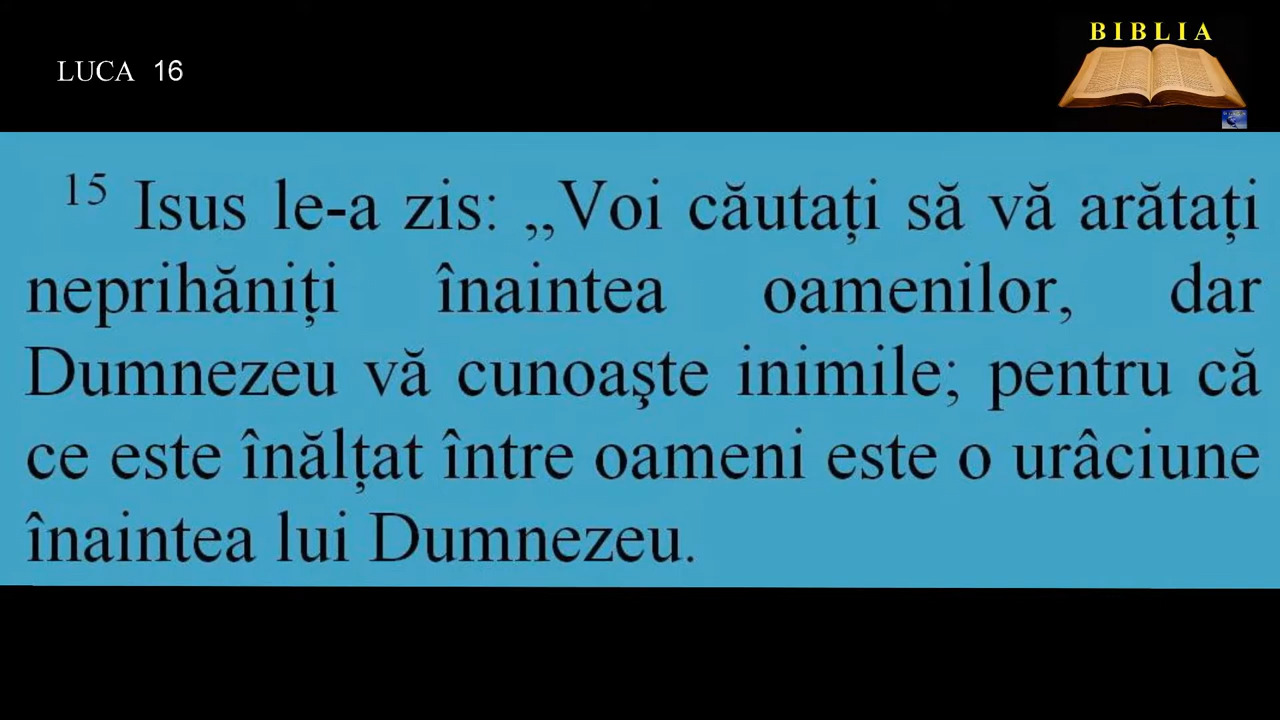 BIBLIA
LUCA 16
15 Isus le-a zis: ,,Voi căutați să vă arătați
neprihăniți înaintea oamenilor, dar
Dumnezeu vă cunoaşte inimile; pentru că
ce este înălțat între oameni este o urâciune
înaintea lui Dumnezeu.